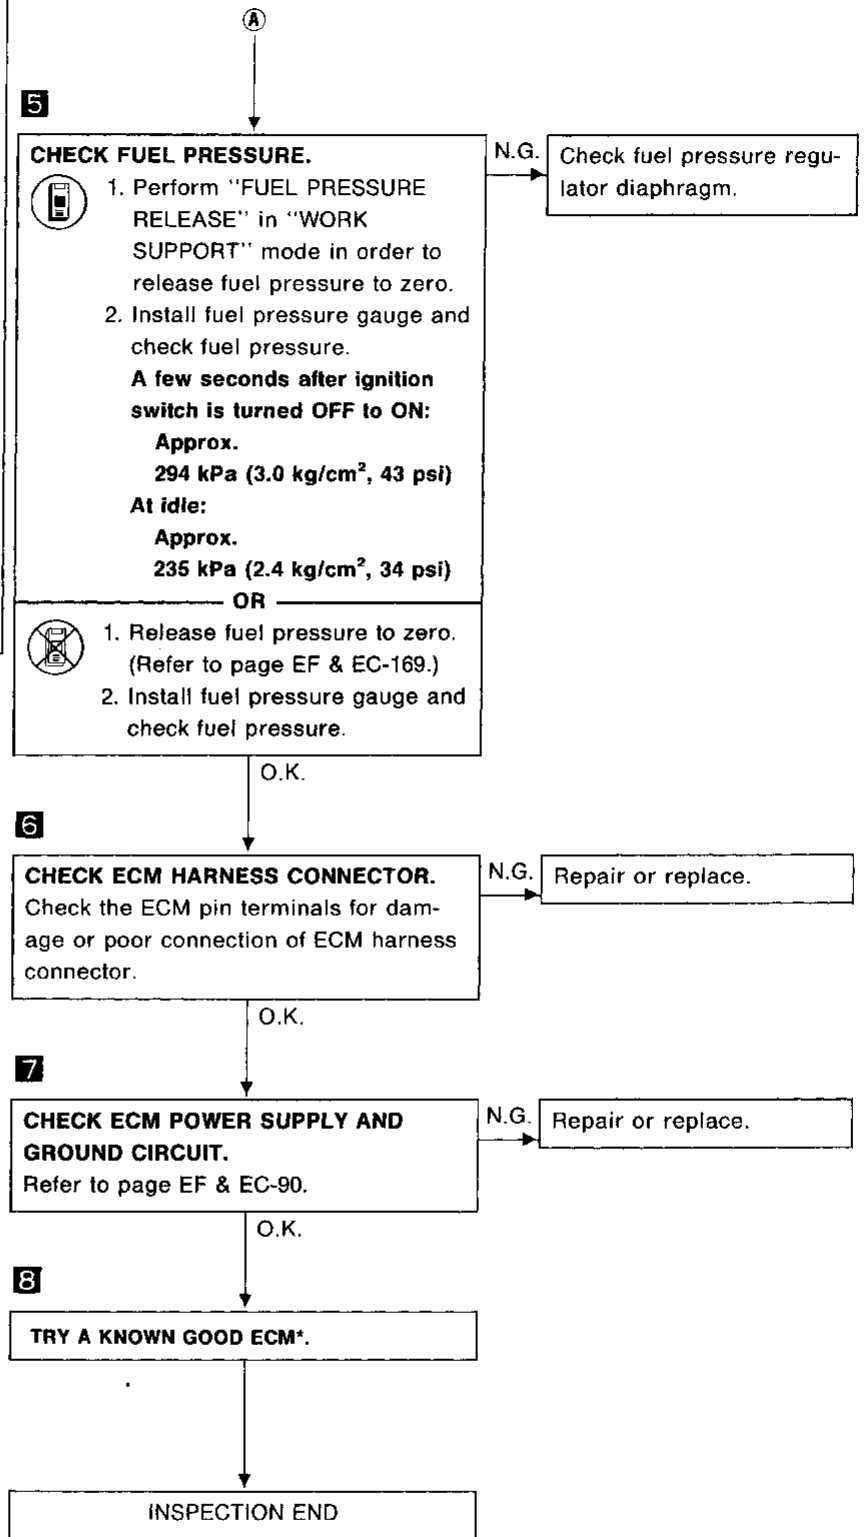 A
5
CHECK FUEL PRESSURE.
1. Perform "FUEL PRESSURE
RELEASE" in "WORK
SUPPORT" mode in order to
release fuel pressure to zero.
2. Install fuel pressure gauge and
check fuel pressure.
A few seconds after ignition
switch is turned OFF to ON:
Approx.
294 kPa (3.0 kg/cm², 43 psi)
At idle:
Approx.
235 kPa (2.4 kg/cm², 34 psi)
N.G.
Check fuel pressure regu-
lator diaphragm.
OR
1. Release fuel pressure to zero.
(Refer to page EF & EC-169.)
2. Install fuel pressure gauge and
check fuel pressure.
O.K.
6
CHECK ECM HARNESS CONNECTOR.
Check the ECM pin terminals for dam-
age or poor connection of ECM harness
connector.
N.G.
Repair or replace.
O.K.
7
CHECK ECM POWER SUPPLY AND
GROUND CIRCUIT.
Refer to page EF & EC-90.
N.G.
Repair or replace.
O.K.
8
TRY A KNOWN GOOD ECM*.
INSPECTION END